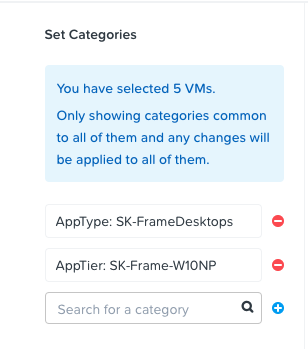 Set Categories
You have selected 5 VMs.
Only showing categories common
to all of them and any changes will
be applied to all of them.
AppType: SK-FrameDesktops
AppTier: SK-Frame-W10NP
Search for a category